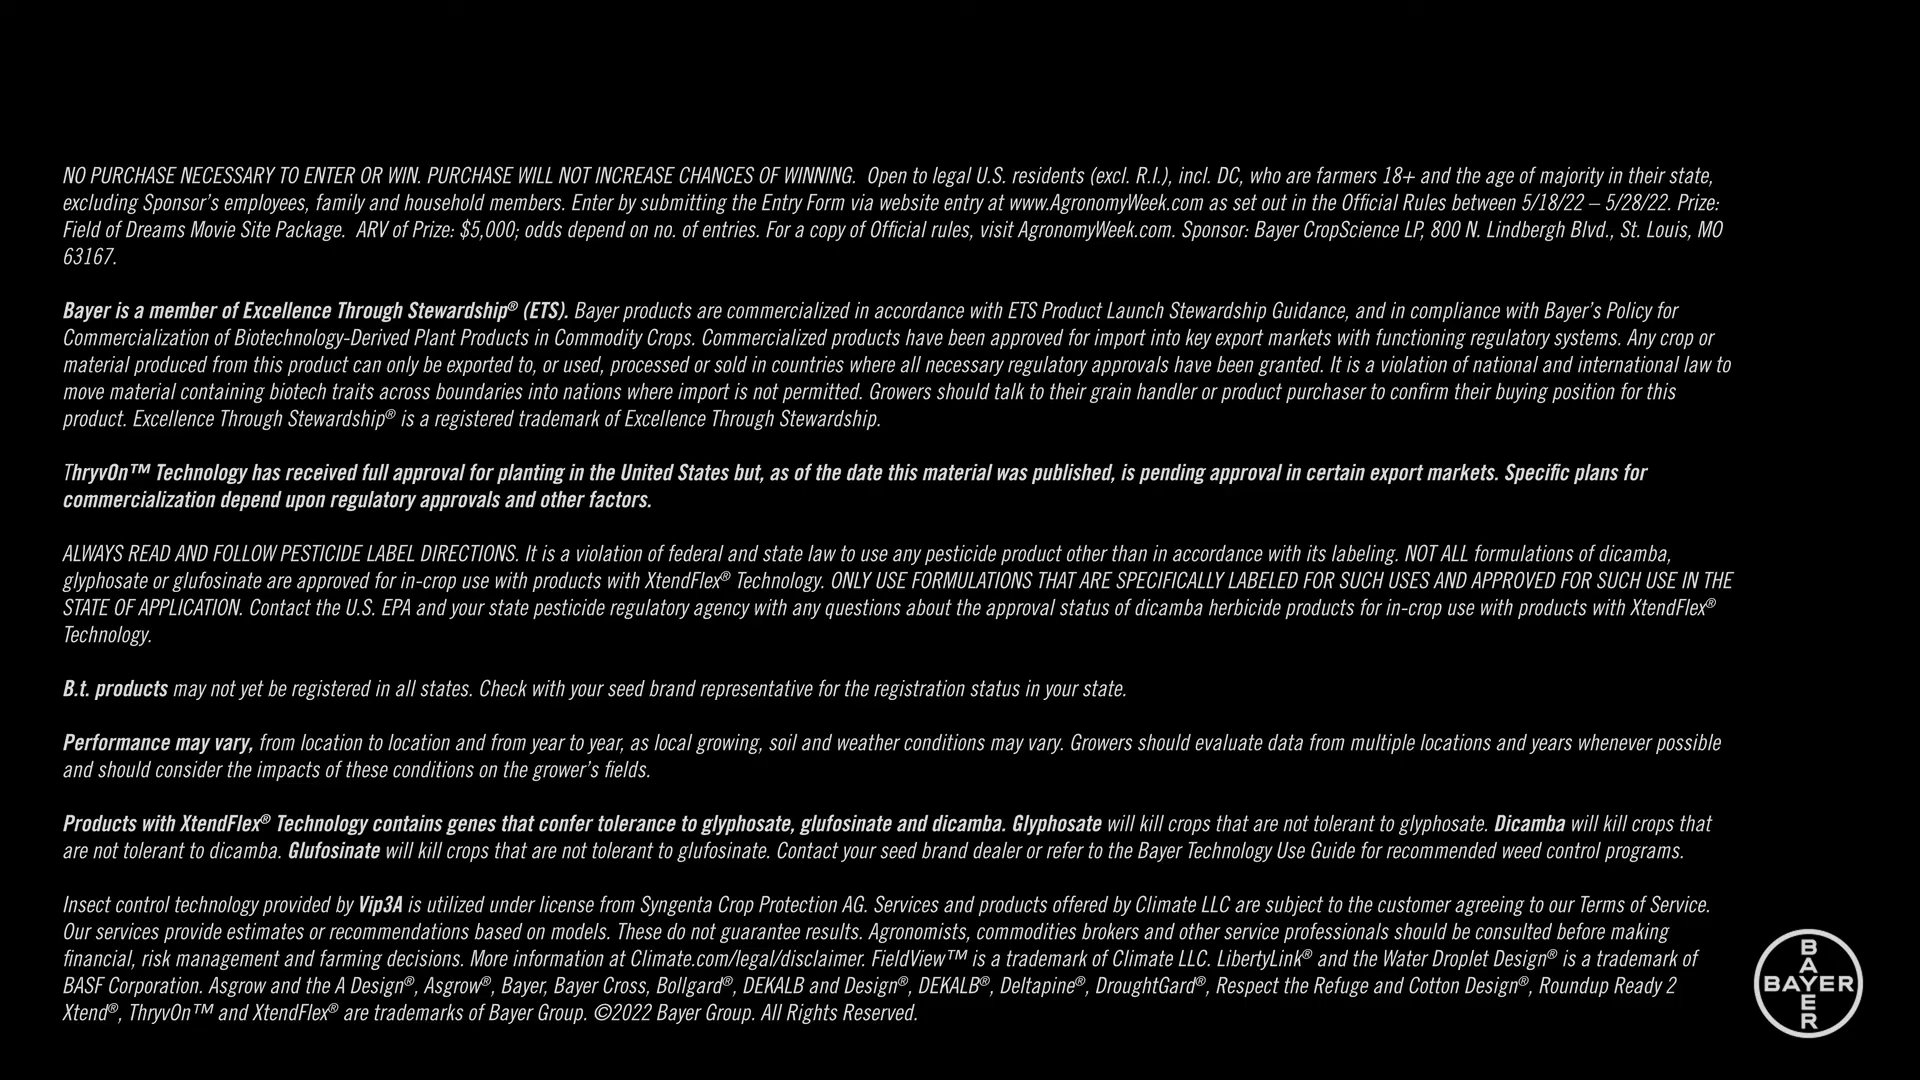 NO PURCHASE NECESSARY TO ENTER OR WIN. PURCHASE WILL NOT INCREASE CHANCES OF WINNING.  Open to legal U.S. residents (excl. R.I.), incl. DC, who are farmers 18+ and the age of majority in their state,
excluding Sponsor’s employees, family and household members. Enter by submitting the Entry Form via website entry at www.AgronomyWeek.com as set out in the Official Rules between 5/18/22 – 5/28/22. Prize:
Field of Dreams Movie Site Package.  ARV of Prize: $5,000; odds depend on no. of entries. For a copy of Official rules, visit AgronomyWeek.com. Sponsor: Bayer CropScience LP, 800 N. Lindbergh Blvd., St. Louis, MO
63167.
Bayer is a member of Excellence Through Stewardship® (ETS). Bayer products are commercialized in accordance with ETS Product Launch Stewardship Guidance, and in compliance with Bayer’s Policy for
Commercialization of Biotechnology-Derived Plant Products in Commodity Crops. Commercialized products have been approved for import into key export markets with functioning regulatory systems. Any crop or
material produced from this product can only be exported to, or used, processed or sold in countries where all necessary regulatory approvals have been granted. It is a violation of national and international law to
move material containing biotech traits across boundaries into nations where import is not permitted. Growers should talk to their grain handler or product purchaser to confirm their buying position for this
product. Excellence Through Stewardship® is a registered trademark of Excellence Through Stewardship.
ThryvOn™ Technology has received full approval for planting in the United States but, as of the date this material was published, is pending approval in certain export markets. Specific plans for
commercialization depend upon regulatory approvals and other factors.
ALWAYS READ AND FOLLOW PESTICIDE LABEL DIRECTIONS. It is a violation of federal and state law to use any pesticide product other than in accordance with its labeling. NOT ALL formulations of dicamba,
glyphosate or glufosinate are approved for in-crop use with products with XtendFlex® Technology. ONLY USE FORMULATIONS THAT ARE SPECIFICALLY LABELED FOR SUCH USES AND APPROVED FOR SUCH USE IN THE
STATE OF APPLICATION. Contact the U.S. EPA and your state pesticide regulatory agency with any questions about the approval status of dicamba herbicide products for in-crop use with products with XtendFlex®
Technology.
B.t. products may not yet be registered in all states. Check with your seed brand representative for the registration status in your state.
Performance may vary, from location to location and from year to year, as local growing, soil and weather conditions may vary. Growers should evaluate data from multiple locations and years whenever possible
and should consider the impacts of these conditions on the grower’s fields.
Products with XtendFlex® Technology contains genes that confer tolerance to glyphosate, glufosinate and dicamba. Glyphosate will kill crops that are not tolerant to glyphosate. Dicamba will kill crops that
are not tolerant to dicamba. Glufosinate will kill crops that are not tolerant to glufosinate. Contact your seed brand dealer or refer to the Bayer Technology Use Guide for recommended weed control programs.
Insect control technology provided by Vip3A is utilized under license from Syngenta Crop Protection AG. Services and products offered by Climate LLC are subject to the customer agreeing to our Terms of Service.
Our services provide estimates or recommendations based on models. These do not guarantee results. Agronomists, commodities brokers and other service professionals should be consulted before making
financial, risk management and farming decisions. More information at Climate.com/legal/disclaimer. FieldView™ is a trademark of Climate LLC. LibertyLink® and the Water Droplet Design® is a trademark of
BASF Corporation. Asgrow and the A Design®, Asgrow®, Bayer, Bayer Cross, Bollgard®, DEKALB and Design®, DEKALB®, Deltapine®, DroughtGard®, Respect the Refuge and Cotton Design®, Roundup Ready 2
Xtend®, ThryvOn™ and XtendFlex® are trademarks of Bayer Group. ©2022 Bayer Group. All Rights Reserved.
BAYER
BAYER